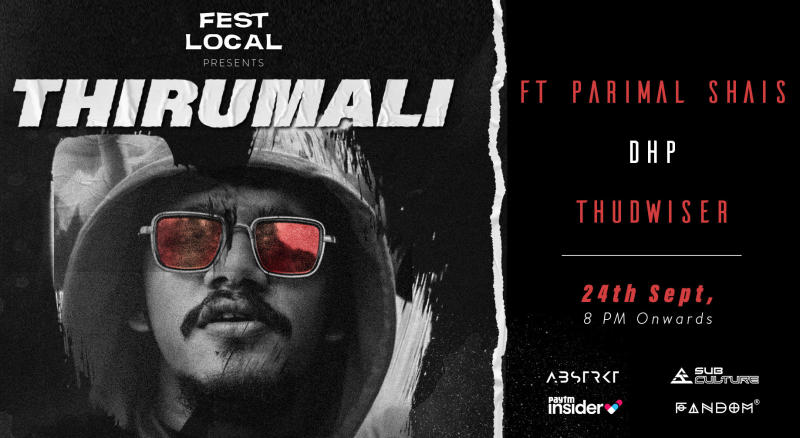 FEST
LOCAL
PRESENTS
THIRUMALI
FT PARIMAL SHAIS
DHP
THUDWISER
24th Sept,
8 PM Onwards
ABSTRKT
SUB
CULTURE
paytm
insider
FANDOM®